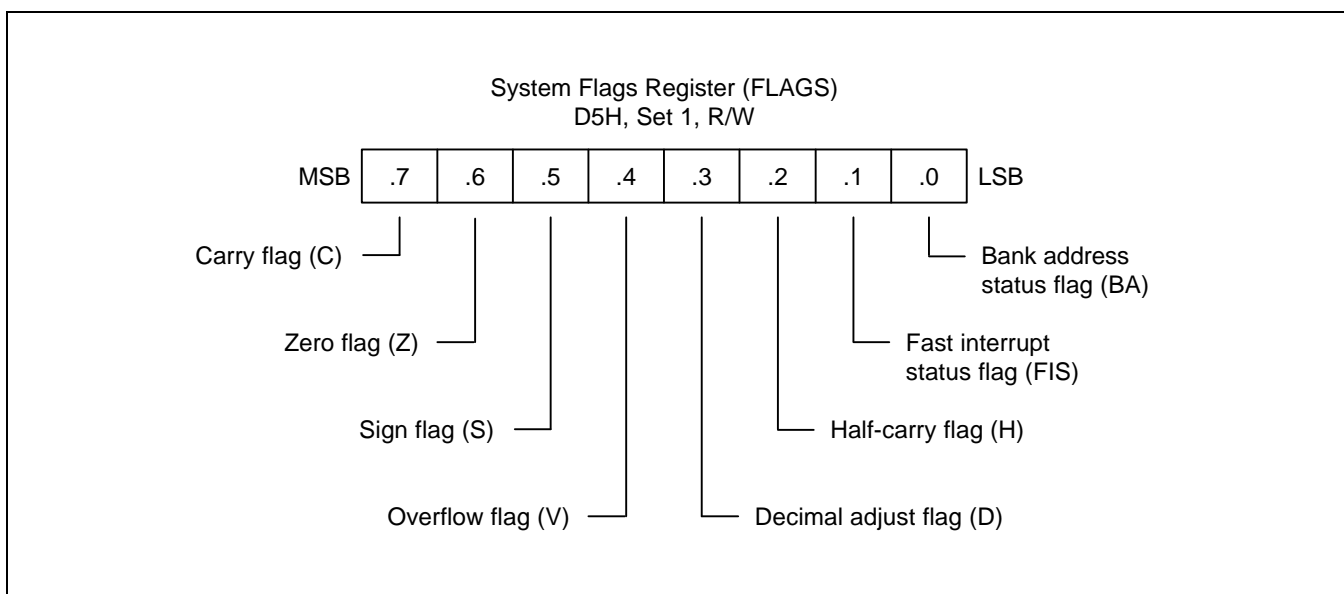 System Flags Register (FLAGS)
D5H, Set 1, R/W
MSB .7 .6 .5 .4 .3 .2 .1 .0 LSB
Carry flag (C)
Bank address
status flag (BA)
Zero flag (Z)
Fast interrupt
status flag (FIS)
Sign flag (S)
Half-carry flag (H)
Overflow flag (V)
Decimal adjust flag (D)